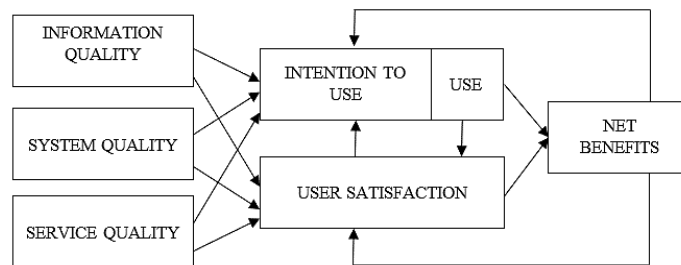 INFORMATION
QUALITY
SYSTEM QUALITY
SERVICE QUALITY
INTENTION TO
USE
USE
USER SATISFACTION
NET
BENEFITS